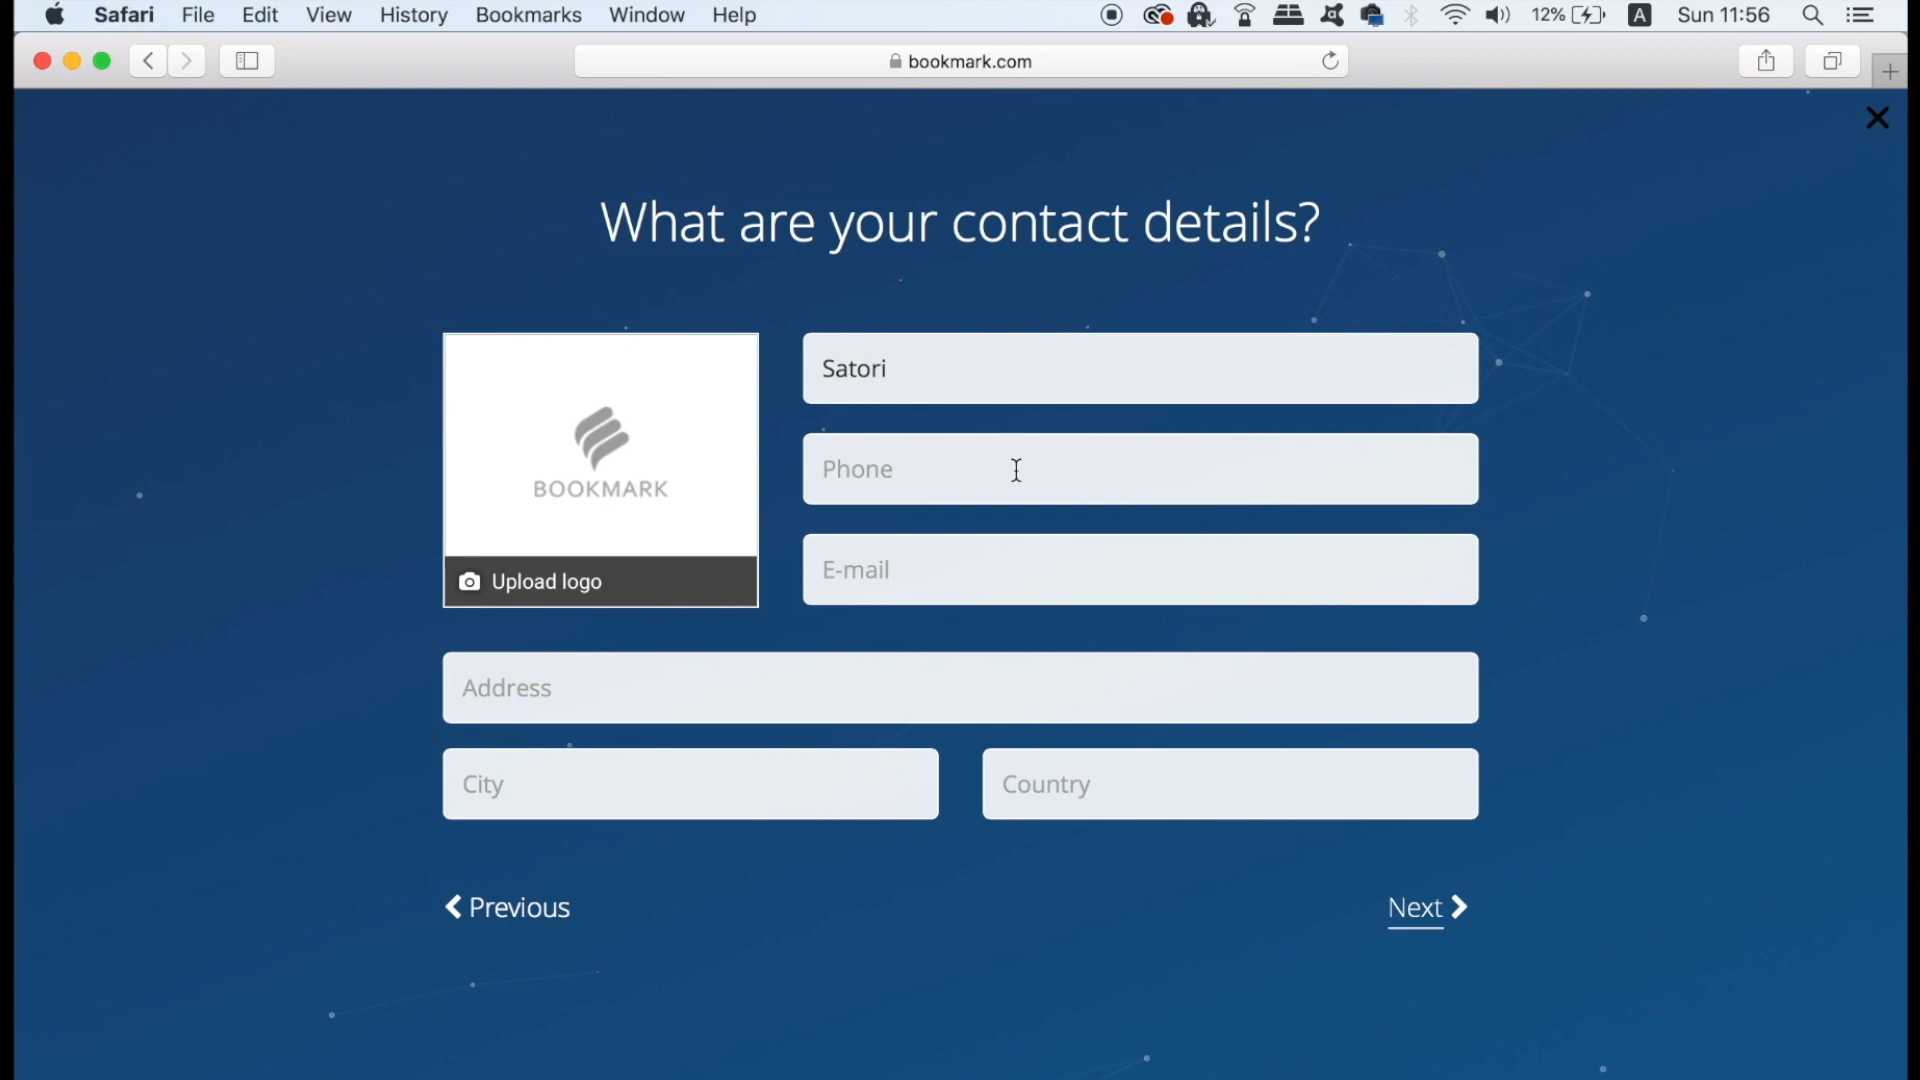 Safari File Edit View History Bookmarks Window Help 12% A Sun 11:56
bookmark.com
What are your contact details?
Satori
BOOKMARK
Phone
Upload logo
E-mail
Address
City Country
Previous Next